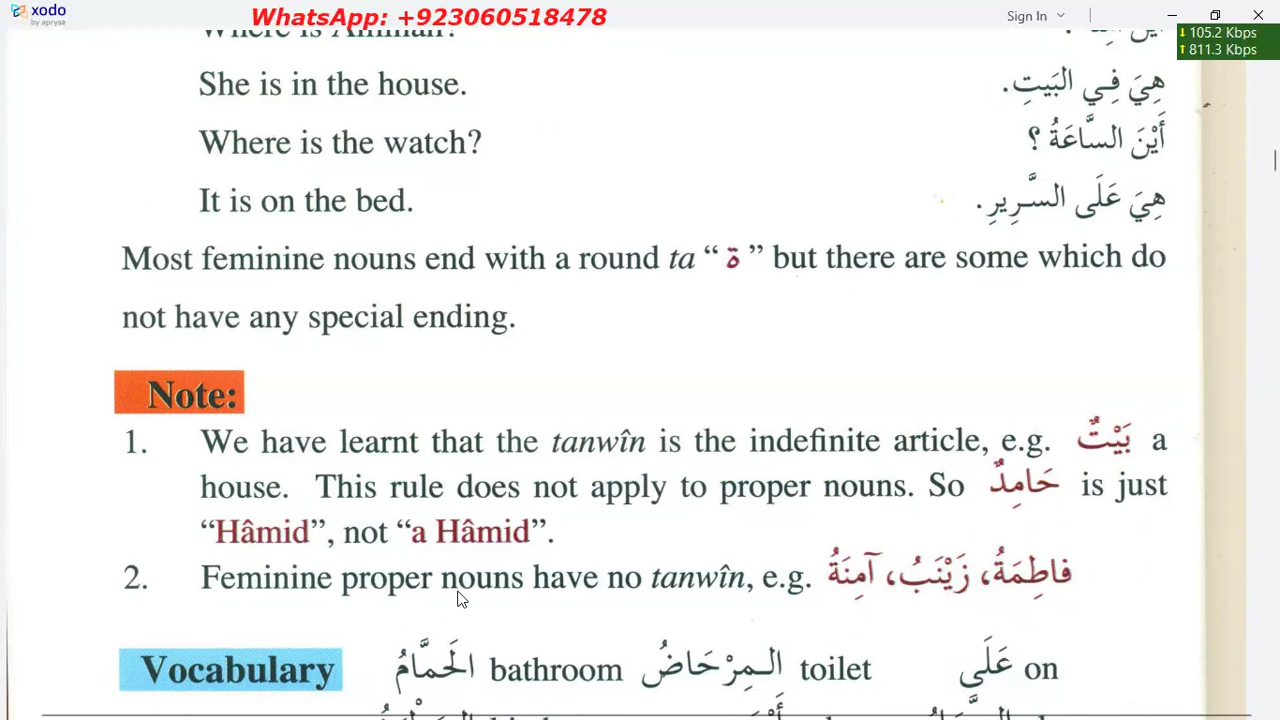 xodo
by apryse
WhatsApp: +923060518478
Sign In
105.2 Kbps
811.3 Kbps
Where is
She is in the house. هِيَ فِي البَيتِ.
Where is the watch? أَيْنَ السَّاعَةُ ؟
It is on the bed. هِيَ عَلَى السَّرِيرِ.
Most feminine nouns end with a round ta “ ة ” but there are some which do
not have any special ending.
Note:
1. We have learnt that the tanwîn is the indefinite article, e.g. بَيْتٌ a
house. This rule does not apply to proper nouns. So حَامِدٌ is just
“Hâmid”, not “a Hâmid”.
2. Feminine proper nouns have no tanwîn, e.g. فاطِمَةُ، زَيْنَبُ، آمِنَةُ
Vocabulary الحَمَّامُ bathroom المِرْحَاضُ toilet عَلَى on